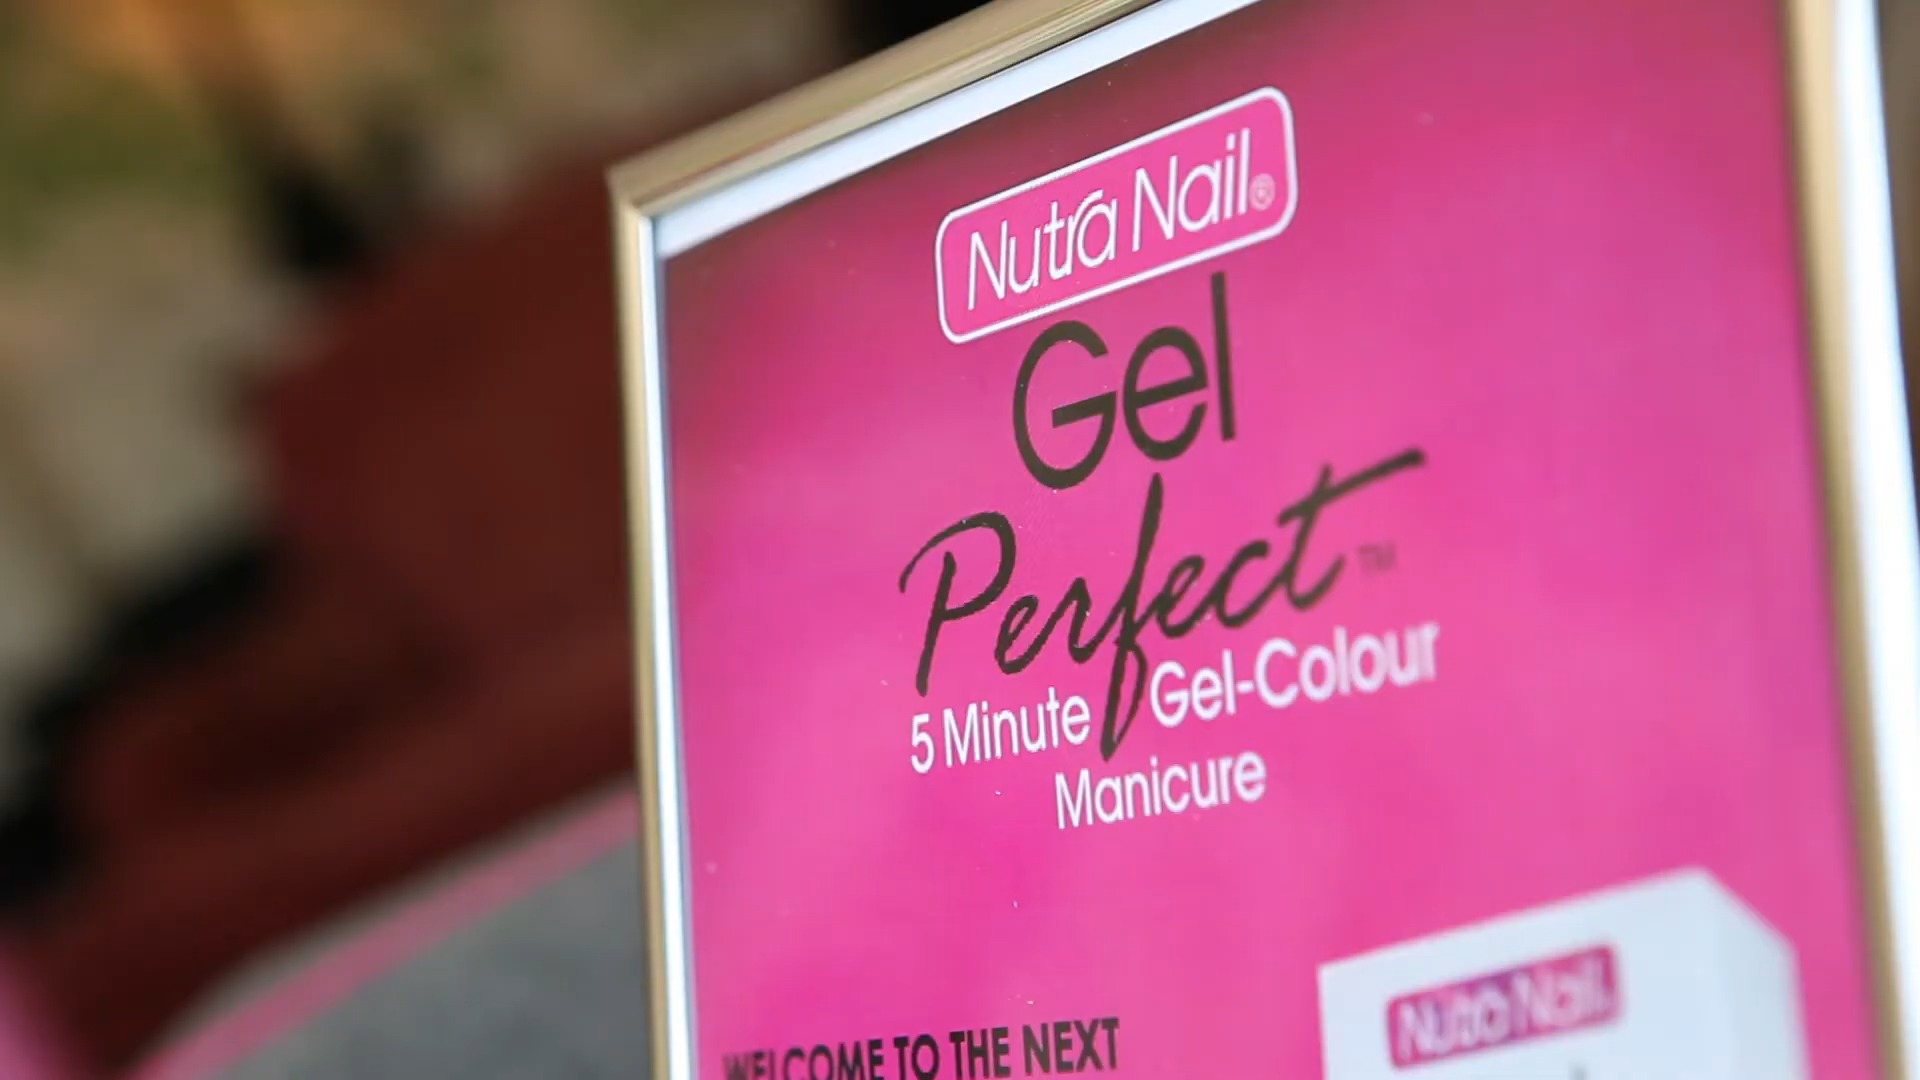 Nutra Nail®
Gel
Perfect™
5 Minute Gel-Colour
Manicure
WELCOME TO THE NEXT
Nutra Nail